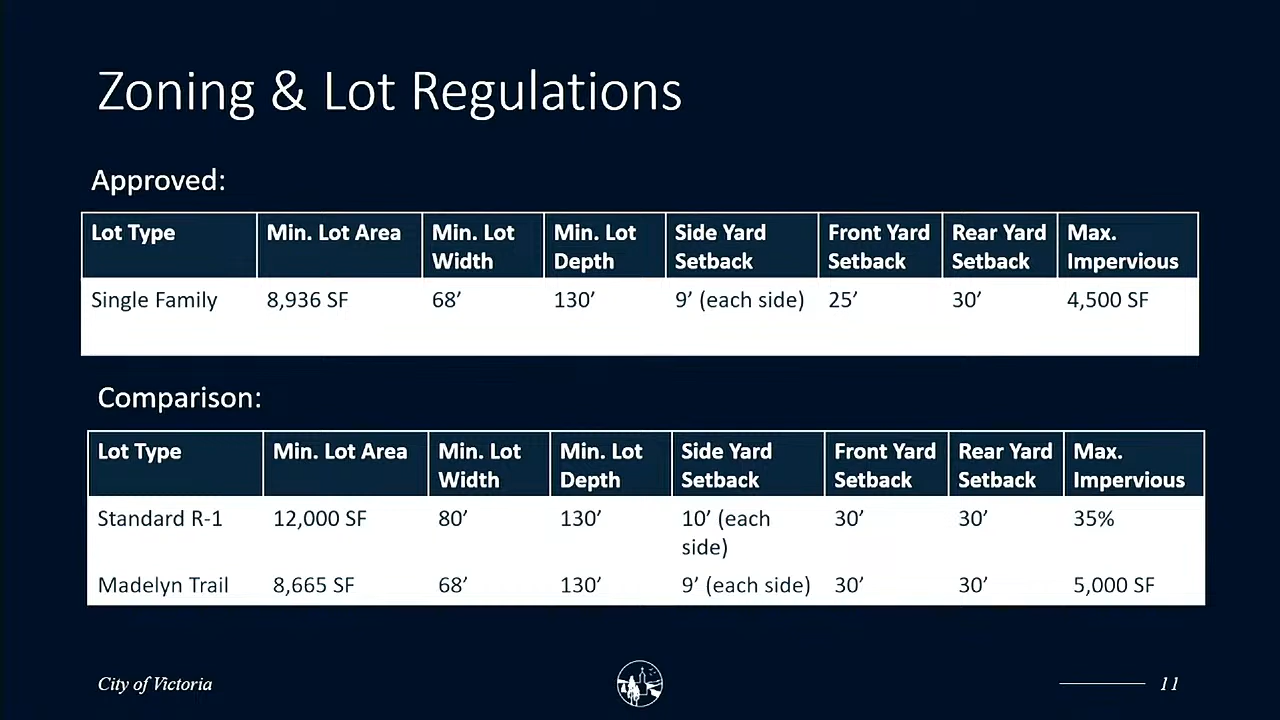 Zoning & Lot Regulations
Approved:
Lot Type Min. Lot Area Min. Lot Width Min. Lot Depth Side Yard Setback Front Yard Setback Rear Yard Setback Max. Impervious
Single Family 8,936 SF 68’ 130’ 9’ (each side) 25’ 30’ 4,500 SF
Comparison:
Lot Type Min. Lot Area Min. Lot Width Min. Lot Depth Side Yard Setback Front Yard Setback Rear Yard Setback Max. Impervious
Standard R-1 12,000 SF 80’ 130’ 10’ (each side) 30’ 30’ 35%
Madelyn Trail 8,665 SF 68’ 130’ 9’ (each side) 30’ 30’ 5,000 SF
City of Victoria 11